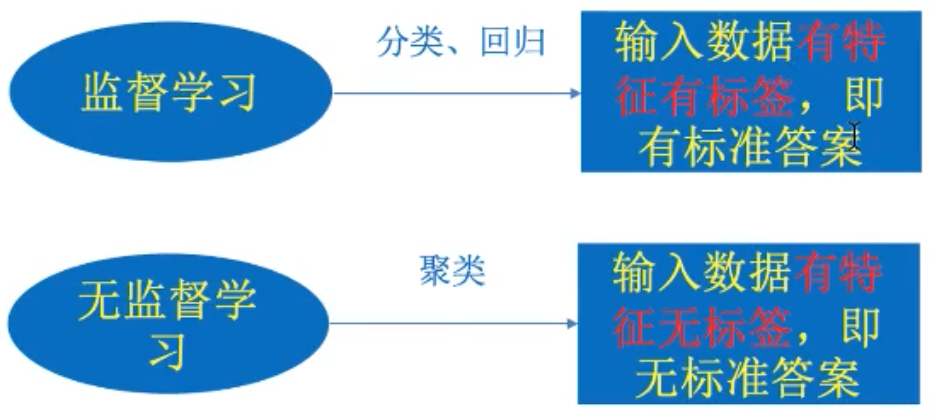 监督学习
分类、回归
输入数据有特
征有标签，即
有标准答案
无监督学
习
聚类
输入数据有特
征无标签，即
无标准答案